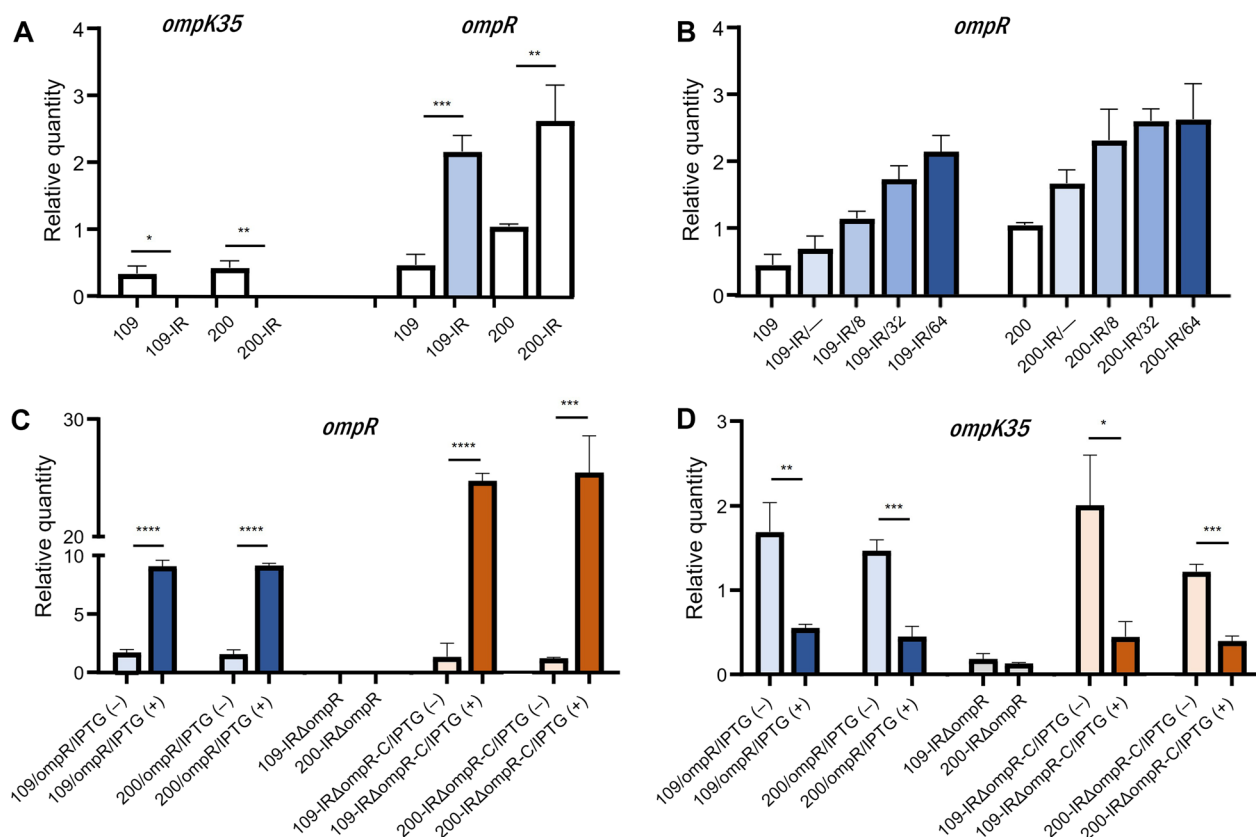 A
ompK35
ompR
Relative quantity
4
3
2
1
0
*
**
***
**
109
109-IR
200
200-IR
109
109-IR
200
200-IR
B
ompR
Relative quantity
4
3
2
1
0
109
109-IR/—
109-IR/8
109-IR/32
109-IR/64
200
200-IR/—
200-IR/8
200-IR/32
200-IR/64
C
ompR
Relative quantity
30
20
10
5
0
****
****
****
***
109/ompR/IPTG (–)
109/ompR/IPTG (+)
200/ompR/IPTG (–)
200/ompR/IPTG (+)
109-IRΔompR
200-IRΔompR
109-IRΔompR-C/IPTG (–)
109-IRΔompR-C/IPTG (+)
200-IRΔompR-C/IPTG (–)
200-IRΔompR-C/IPTG (+)
D
ompK35
Relative quantity
3
2
1
0
**
***
*
***
109/ompR/IPTG (–)
109/ompR/IPTG (+)
200/ompR/IPTG (–)
200/ompR/IPTG (+)
109-IRΔompR
200-IRΔompR
109-IRΔompR-C/IPTG (–)
109-IRΔompR-C/IPTG (+)
200-IRΔompR-C/IPTG (–)
200-IRΔompR-C/IPTG (+)